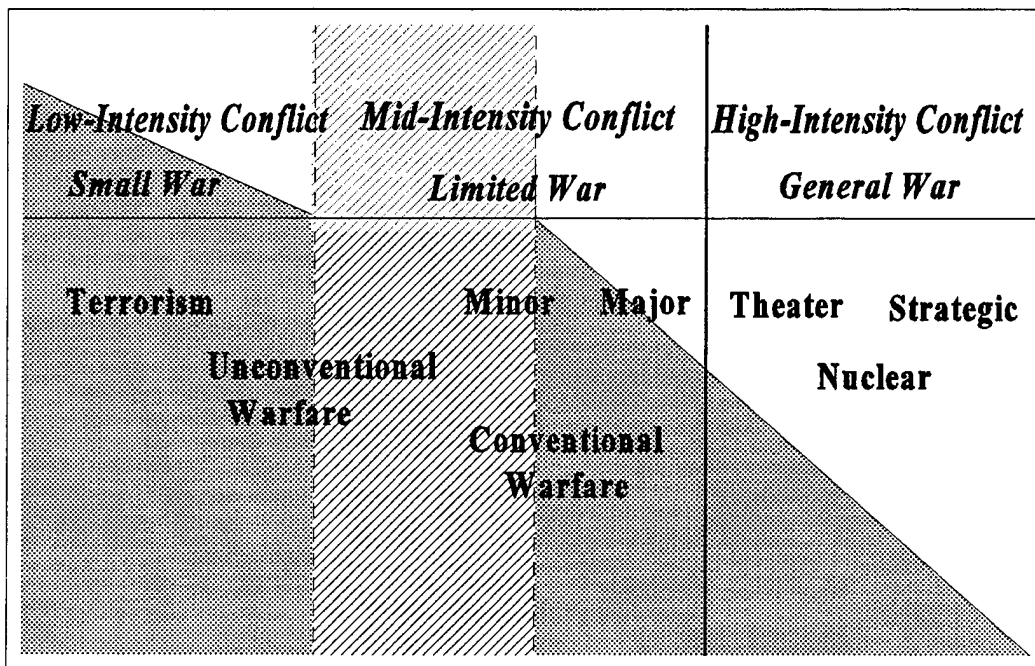 Low-Intensity Conflict Mid-Intensity Conflict High-Intensity Conflict
Small War Limited War General War
Terrorism Minor Major Theater Strategic
Unconventional Nuclear
Warfare
Conventional
Warfare